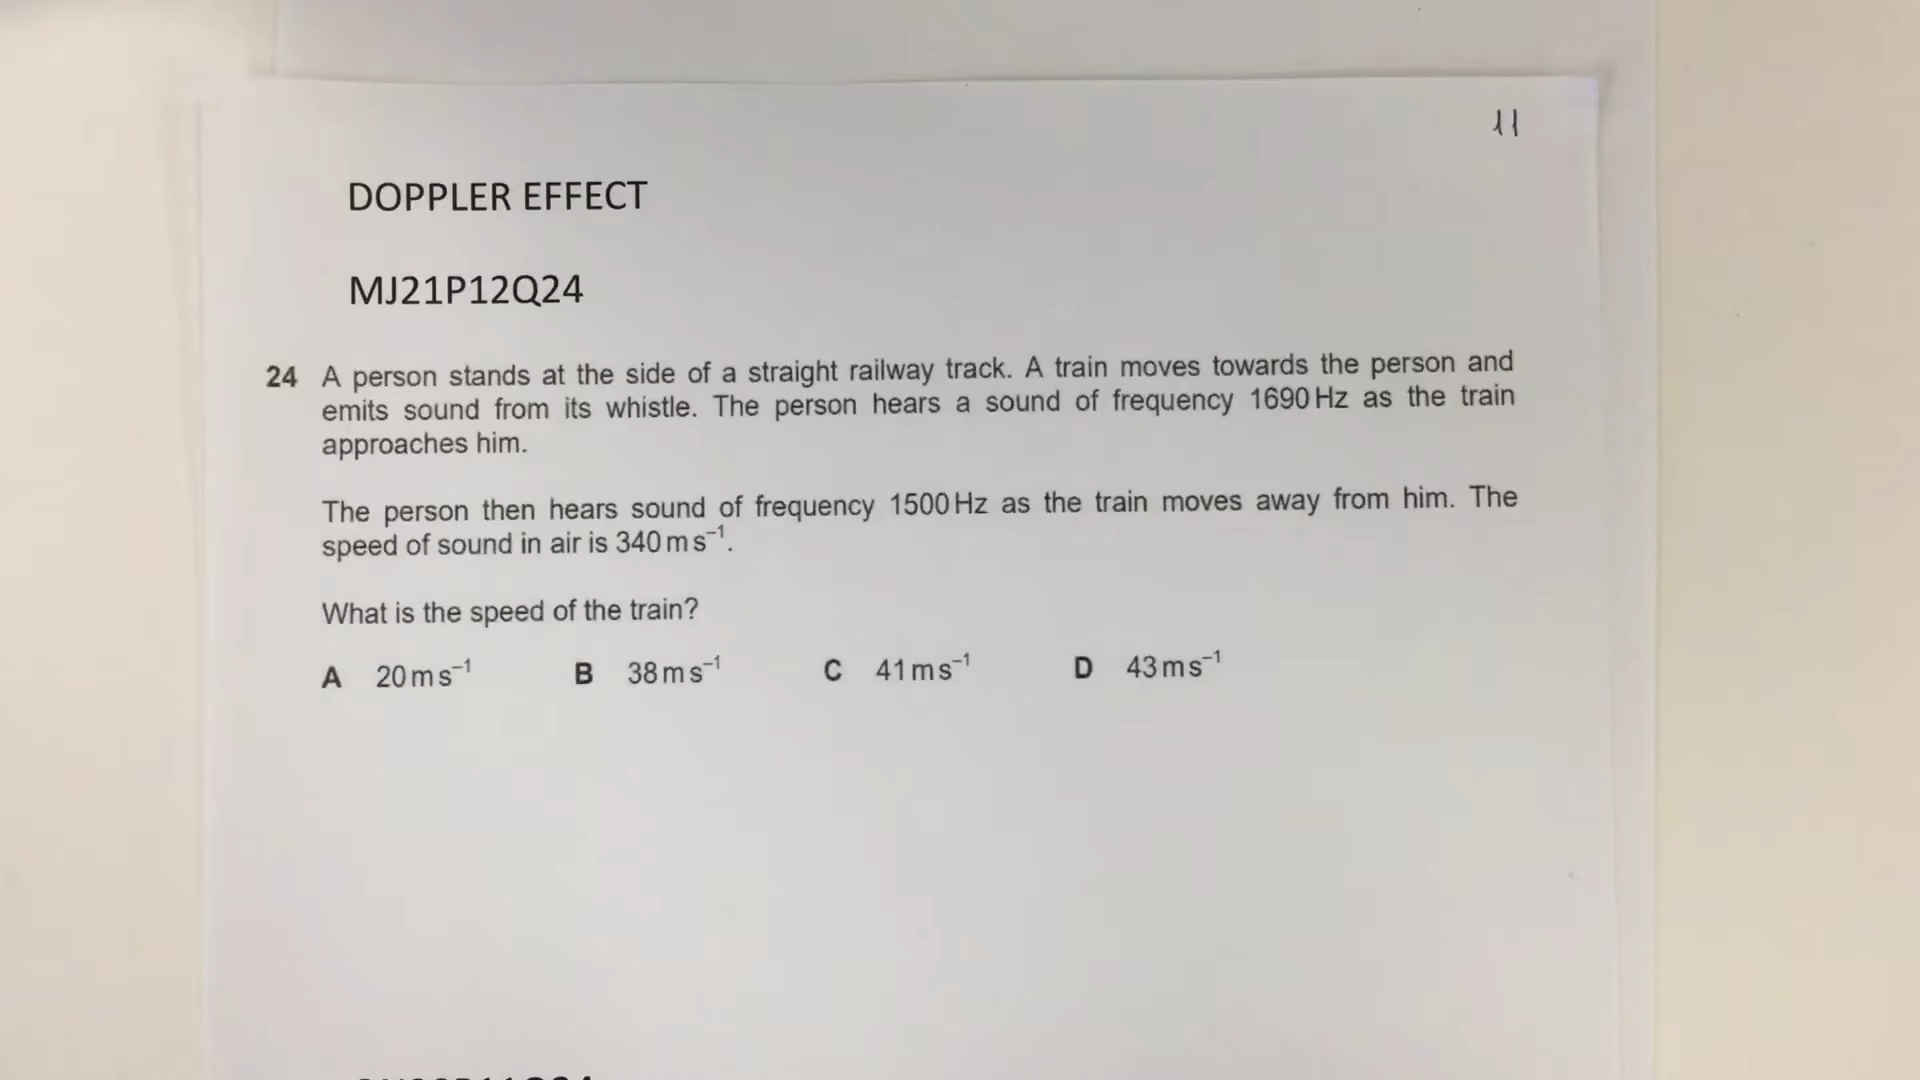 11
DOPPLER EFFECT
MJ21P12Q24
24 A person stands at the side of a straight railway track. A train moves towards the person and
emits sound from its whistle. The person hears a sound of frequency 1690 Hz as the train
approaches him.
The person then hears sound of frequency 1500 Hz as the train moves away from him. The
speed of sound in air is 340 m s⁻¹.
What is the speed of the train?
A 20 m s⁻¹ B 38 m s⁻¹ C 41 m s⁻¹ D 43 m s⁻¹